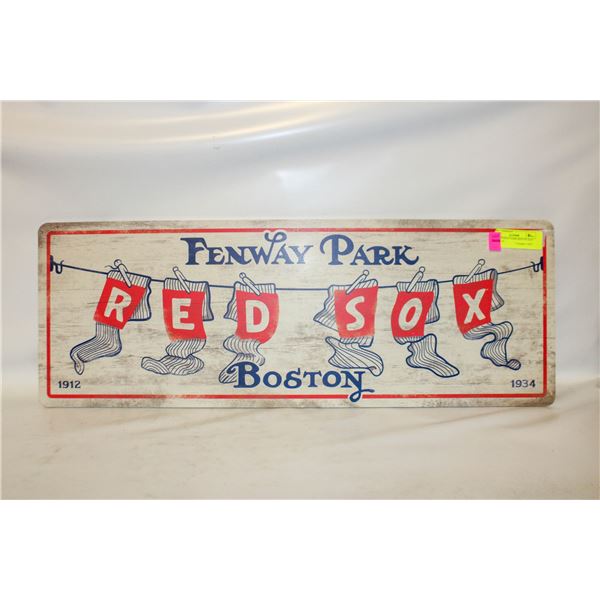 FENWAY PARK
RED SOX
BOSTON
1912 1934